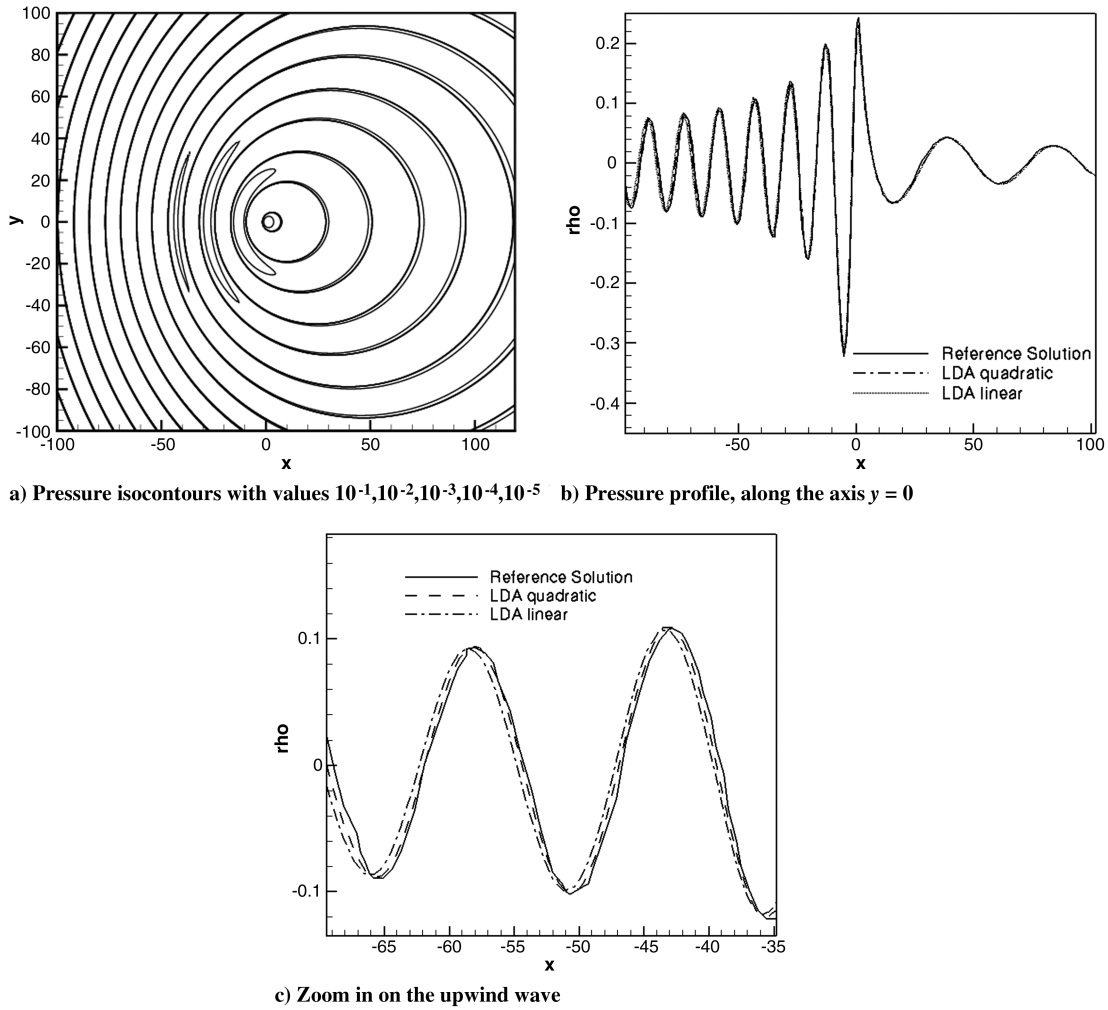 100
80
60
40
20
0
-20
-40
-60
-80
-100
y
-100
-50
0
50
100
x
0.2
0.1
0
-0.1
-0.2
-0.3
-0.4
rho
-50
0
50
100
x
Reference Solution
LDA quadratic
LDA linear
a) Pressure isocontours with values 10-1,10-2,10-3,10-4,10-5
b) Pressure profile, along the axis y = 0
Reference Solution
LDA quadratic
LDA linear
0.1
0
-0.1
rho
-65
-60
-55
-50
-45
-40
-35
x
c) Zoom in on the upwind wave